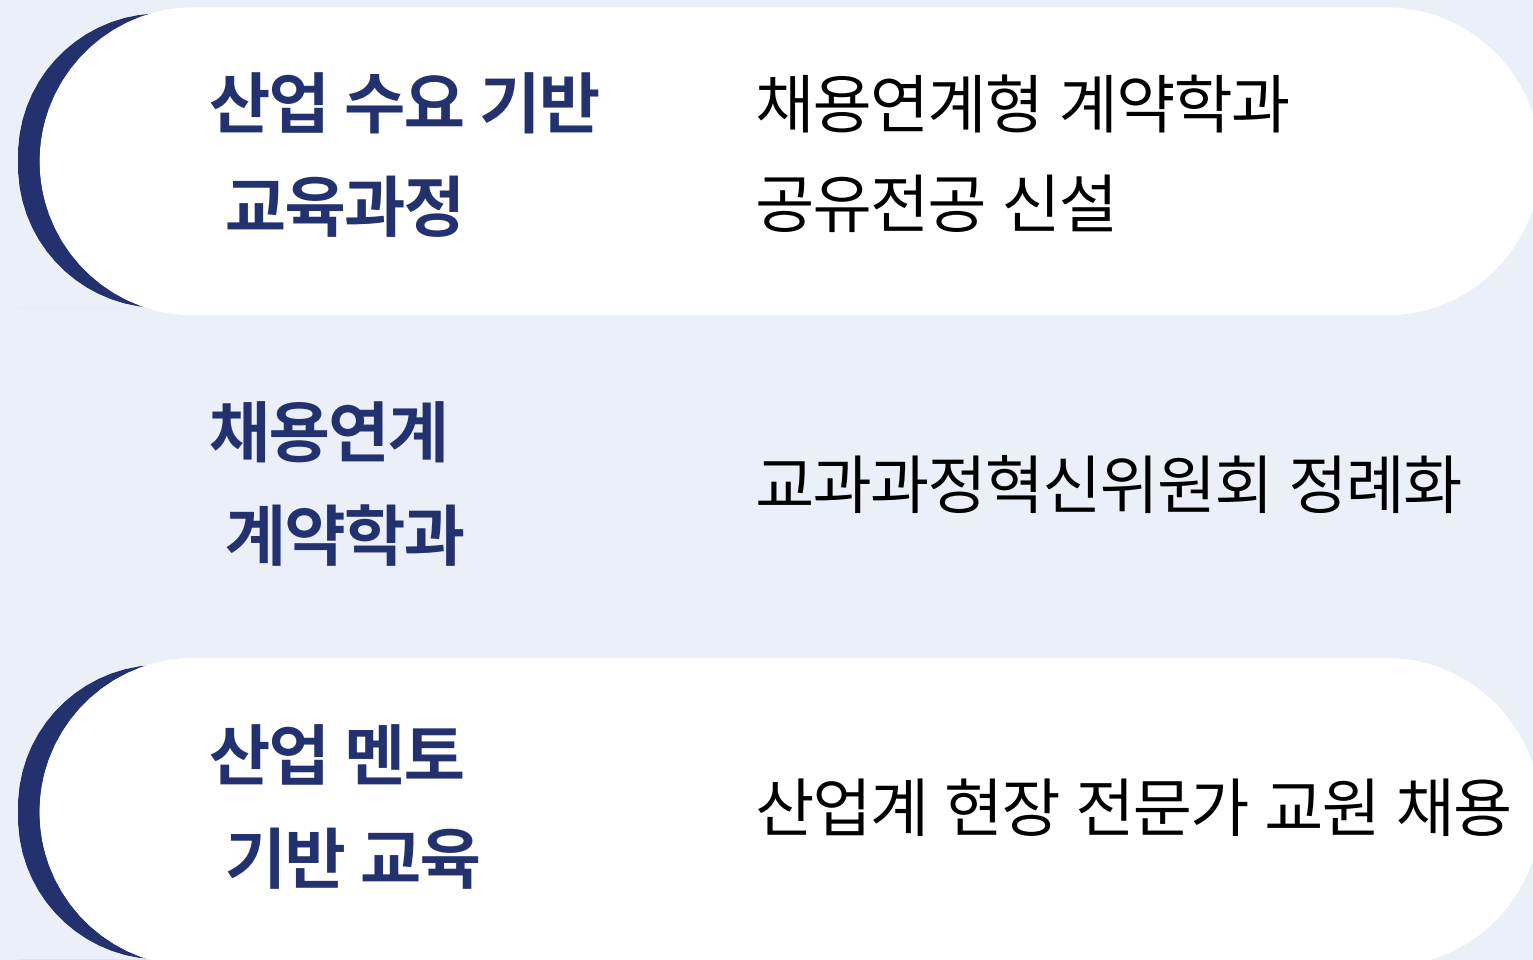 산업 수요 기반
교육과정
채용연계형 계약학과
공유전공 신설
채용연계
계약학과
교과과정혁신위원회 정례화
산업 멘토
기반 교육
산업계 현장 전문가 교원 채용